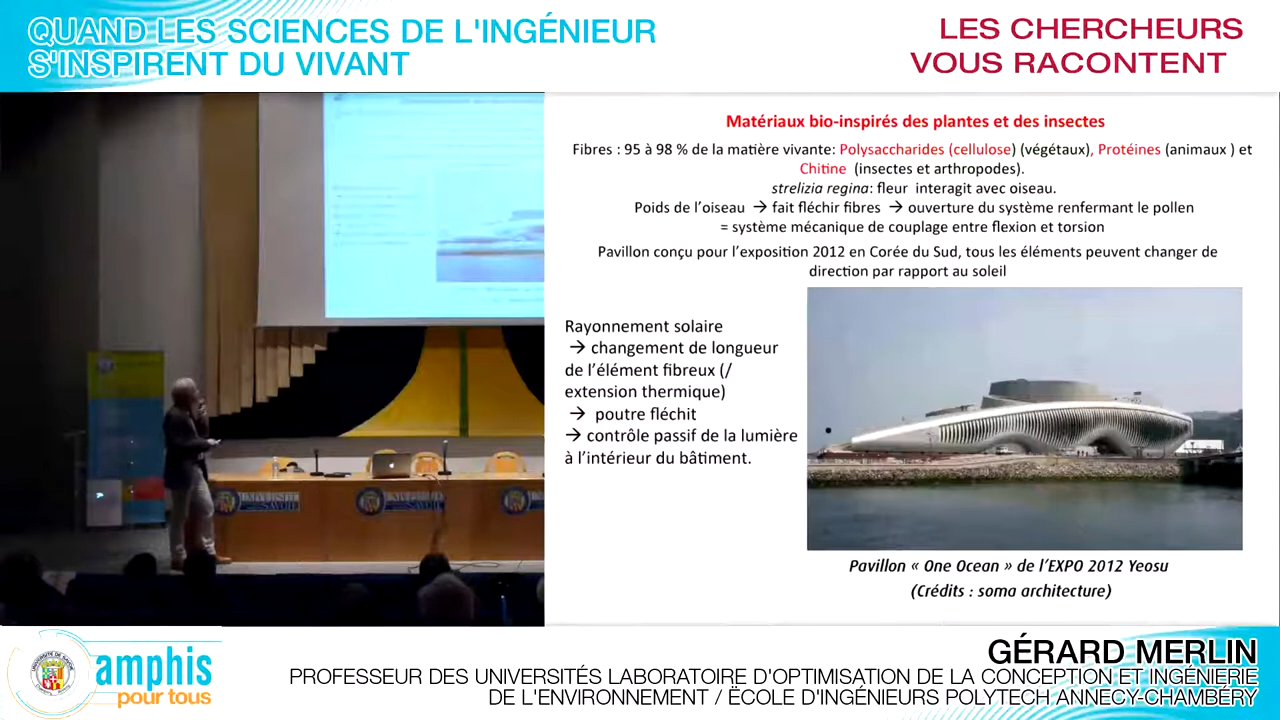 QUAND LES SCIENCES DE L'INGÉNIEUR
S'INSPIRENT DU VIVANT
LES CHERCHEURS
VOUS RACONTENT
Matériaux bio-inspirés des plantes et des insectes
Fibres : 95 à 98 % de la matière vivante: Polysaccharides (cellulose) (végétaux), Protéines (animaux ) et
Chitine (insectes et arthropodes).
strelizia regina: fleur interagit avec oiseau.
Poids de l'oiseau → fait fléchir fibres → ouverture du système renfermant le pollen
= système mécanique de couplage entre flexion et torsion
Pavillon conçu pour l'exposition 2012 en Corée du Sud, tous les éléments peuvent changer de
direction par rapport au soleil
Rayonnement solaire
→ changement de longueur
de l'élément fibreux (/
extension thermique)
→ poutre fléchit
→ contrôle passif de la lumière
à l'intérieur du bâtiment.
Pavillon « One Ocean » de l'EXPO 2012 Yeosu
(Crédits : soma architecture)
UNIVERSITÉ
SAVOIE
UNIVERSITÉ
SAVOIE
amphis
pour tous
GÉRARD MERLIN
PROFESSEUR DES UNIVERSITÉS LABORATOIRE D'OPTIMISATION DE LA CONCEPTION ET INGÉNIERIE
DE L'ENVIRONNEMENT / ËCOLE D'INGÉNIEURS POLYTECH ANNECY-CHAMBÉRY